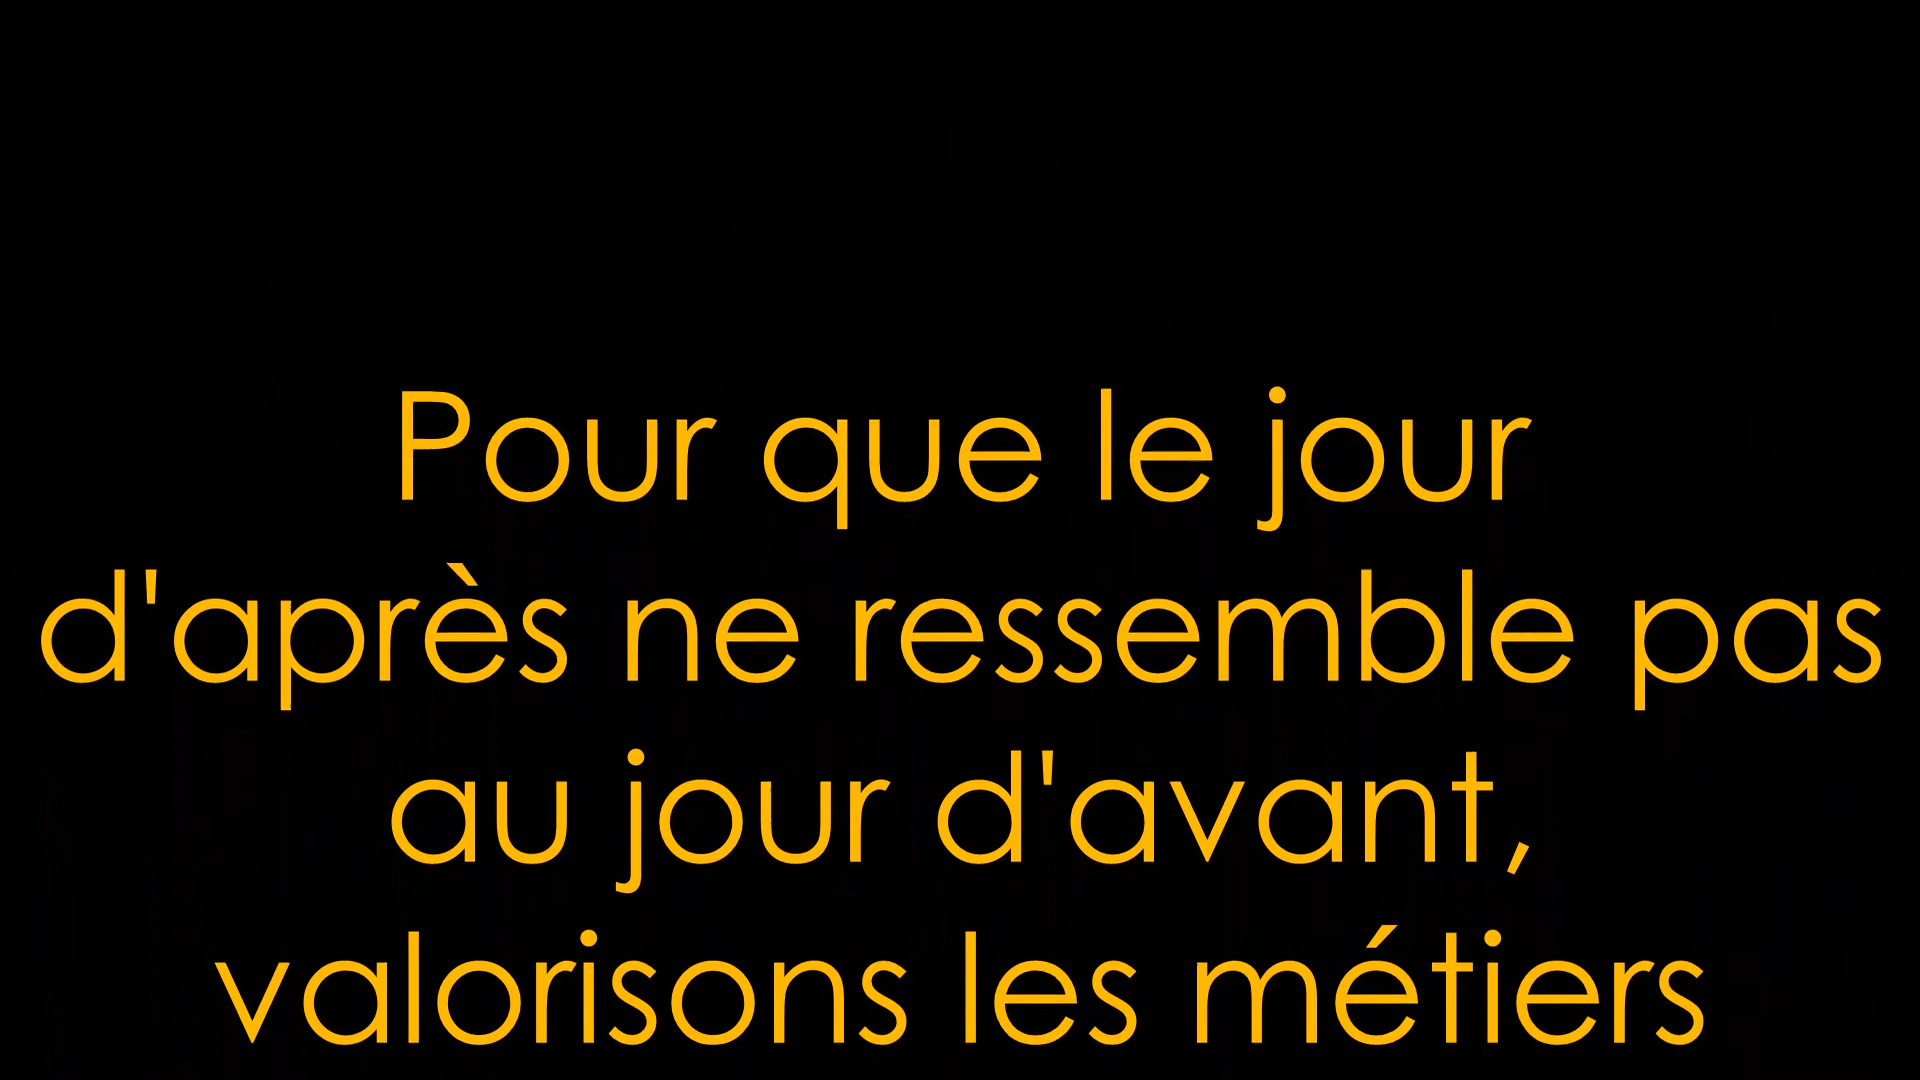 Pour que le jour
d'après ne ressemble pas
au jour d'avant,
valorisons les métiers